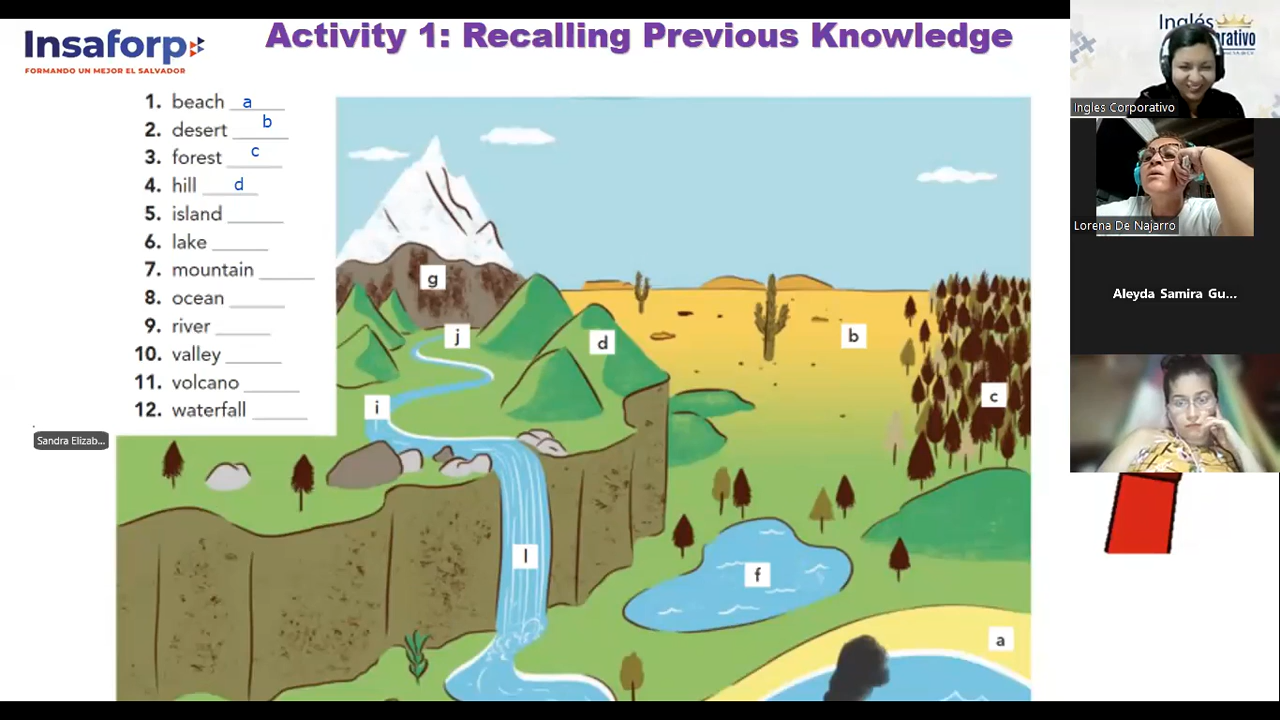 Activity 1: Recalling Previous Knowledge
Insaforp
FORMANDO UN MEJOR EL SALVADOR
1. beach a
2. desert b
3. forest c
4. hill d
5. island
6. lake
7. mountain
8. ocean
9. river
10. valley
11. volcano
12. waterfall
g
j
d
b
i
c
l
f
a
Sandra Elizab...
Inglés
Ingles Corporativo
Lorena De Najarro
Aleyda Samira Gu...